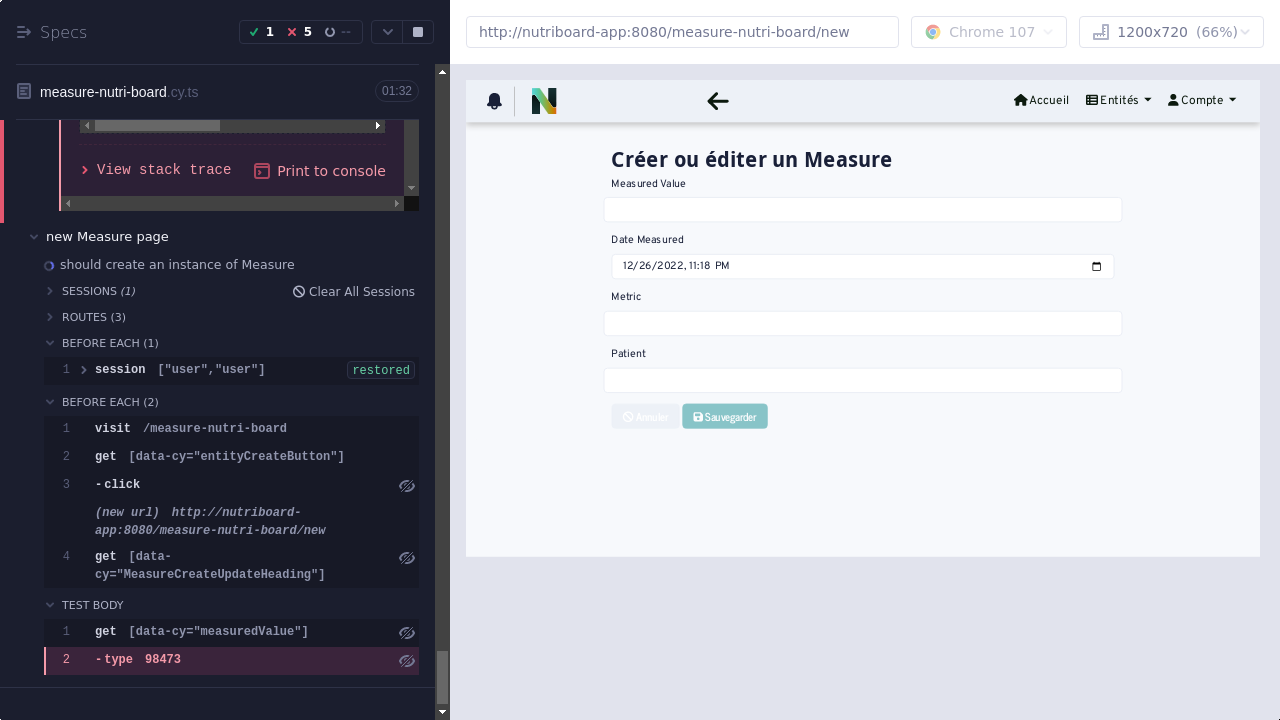 Specs
1
5
--
http://nutriboard-app:8080/measure-nutri-board/new
Chrome 107
1200x720 (66%)
measure-nutri-board.cy.ts
01:32
View stack trace
Print to console
new Measure page
should create an instance of Measure
SESSIONS (1)
Clear All Sessions
ROUTES (3)
BEFORE EACH (1)
1 session ["user","user"] restored
BEFORE EACH (2)
1 visit /measure-nutri-board
2 get [data-cy="entityCreateButton"]
3 -click
(new url) http://nutriboard-
app:8080/measure-nutri-board/new
4 get [data-
cy="MeasureCreateUpdateHeading"]
TEST BODY
1 get [data-cy="measuredValue"]
2 -type 98473
Accueil
Entités
Compte
Créer ou éditer un Measure
Measured Value
Date Measured
12/26/2022, 11:18 PM
Metric
Patient
Annuler
Sauvegarder